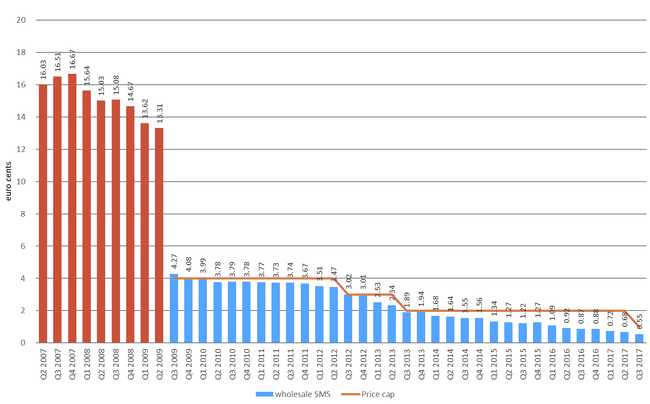 20
18
16
14
12
10
8
6
4
2
0
euro cents
16.03
16.51
16.67
15.64
15.03
15.08
14.67
13.62
13.31
4.27
4.08
3.99
3.78
3.79
3.78
3.77
3.73
3.74
3.67
3.51
3.47
3.02
3.01
2.53
2.34
1.89
1.94
1.68
1.64
1.55
1.56
1.34
1.27
1.22
1.27
1.09
0.92
0.87
0.88
0.72
0.68
0.55
Q2 2007
Q3 2007
Q4 2007
Q1 2008
Q2 2008
Q3 2008
Q4 2008
Q1 2009
Q2 2009
Q3 2009
Q4 2009
Q1 2010
Q2 2010
Q3 2010
Q4 2010
Q1 2011
Q2 2011
Q3 2011
Q4 2011
Q1 2012
Q2 2012
Q3 2012
Q4 2012
Q1 2013
Q2 2013
Q3 2013
Q4 2013
Q1 2014
Q2 2014
Q3 2014
Q4 2014
Q1 2015
Q2 2015
Q3 2015
Q4 2015
Q1 2016
Q2 2016
Q3 2016
Q4 2016
Q1 2017
Q2 2017
Q3 2017
wholesale SMS
Price cap